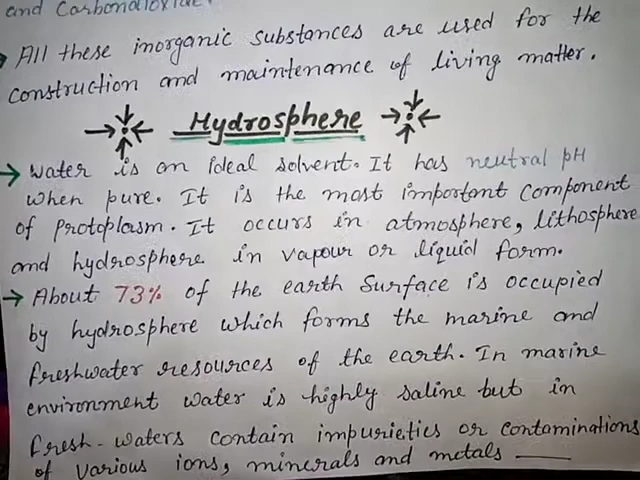 and Carbondioxide.
→ All these inorganic substances are used for the
construction and maintenance of living matter.
Hydrosphere
→ Water is an ideal solvent. It has neutral pH
when pure. It is the most important component
of Protoplasm. It occurs in atmosphere, lithosphere
and hydrosphere in vapour or liquid form.
→ About 73% of the earth Surface is occupied
by hydrosphere which forms the marine and
freshwater resources of the earth. In marine
environment water is highly saline but in
fresh-waters contain impurieties or contaminations
of various ions, minerals and metals —